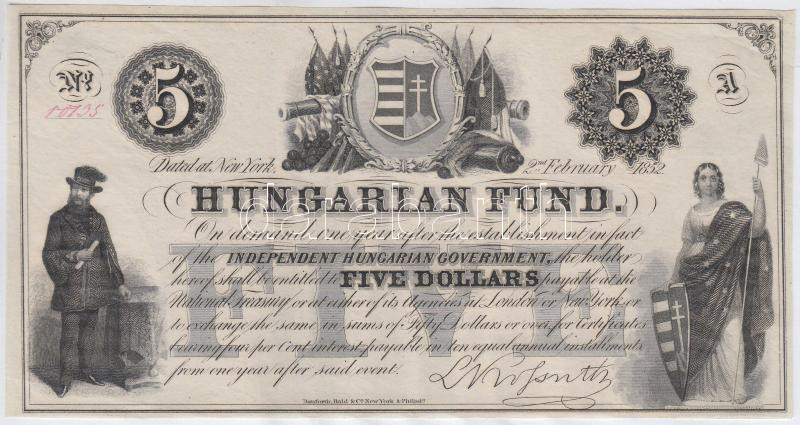 5
5
Nº
10135
A
Dated at New York, 2nd February 1852.
HUNGARIAN FUND.
On demand, one year after the establishment in fact
of the INDEPENDENT HUNGARIAN GOVERNMENT, the holder
hereof shall be entitled to FIVE DOLLARS payable at the
National Treasury or at either of its Agencies at London or New York or
to exchange the same in sums of Fifty Dollars or over, for Certificates
bearing four per Cent interest, payable in ten equal annual installments
from one year after said event.
FIVE
L Kossuth
Danforth, Bald & Co. New York & Philada.